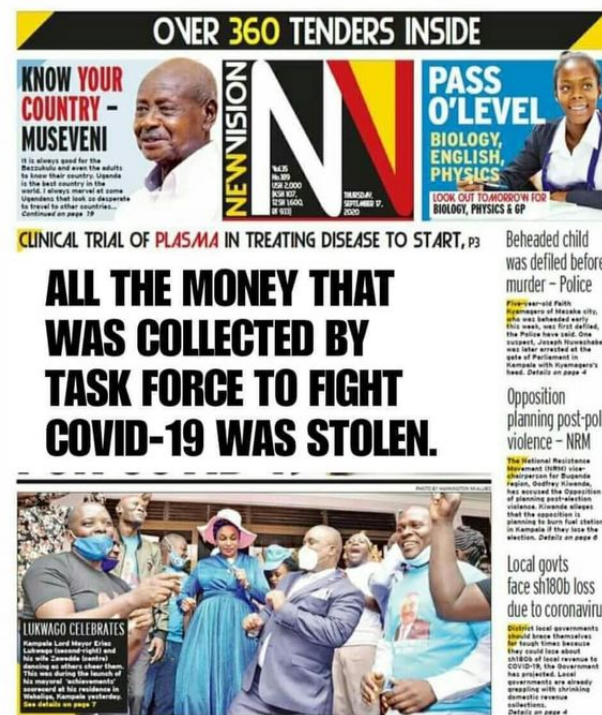 OVER 360 TENDERS INSIDE
KNOW YOUR
COUNTRY –
MUSEVENI
It is always good for the
Bazzukulu and even the adults
to know their country. Uganda
is the best country in the
world. I always marvel at some
Ugandans that look so desperate
to travel to other countries...
Continued on page 19
NEWVISION
NV
USH 2,000
THURSDAY,
SEPTEMBER 17,
2020
PASS
O'LEVEL
BIOLOGY,
ENGLISH,
PHYSICS
LOOK OUT TOMORROW FOR
BIOLOGY, PHYSICS & GP
CLINICAL TRIAL OF PLASMA IN TREATING DISEASE TO START, P3
ALL THE MONEY THAT
WAS COLLECTED BY
TASK FORCE TO FIGHT
COVID-19 WAS STOLEN.
Beheaded child
was defiled before
murder – Police
Five-year-old Faith
Kyamagero of Masaka city,
who was beheaded early
this week, was first defiled,
the Police have said. One
suspect, Joseph Nuwashaba
was later arrested at the
gate of Parliament in
Kampala with Kyamagero's
head. Details on page 4
Opposition
planning post-pol
violence – NRM
The National Resistance
Movement (NRM) vice-
chairperson for Buganda
region, Godfrey Kiwanda,
has accused the Opposition
of planning post-election
violence. Kiwanda alleges
that the opposition is
planning to burn fuel station
in Kampala if they lose the
election. Details on page 6
Local govts
face sh180b loss
due to coronaviru
District local governments
should brace themselves
for tough times because
they could lose about
sh180b of local revenue to
COVID-19, the Government
has projected. Local
governments are already
grappling with shrinking
domestic revenue
collections.
Details on page 4
LUKWAGO CELEBRATES
Kampala Lord Mayor Erias
Lukwago (second-right) and
his wife Zawedde (centre)
dancing as others cheer them.
This was during the launch of
his mayoral 'achievements'
scorecard at his residence in
Wakaliga, Kampala yesterday.
See details on page 7